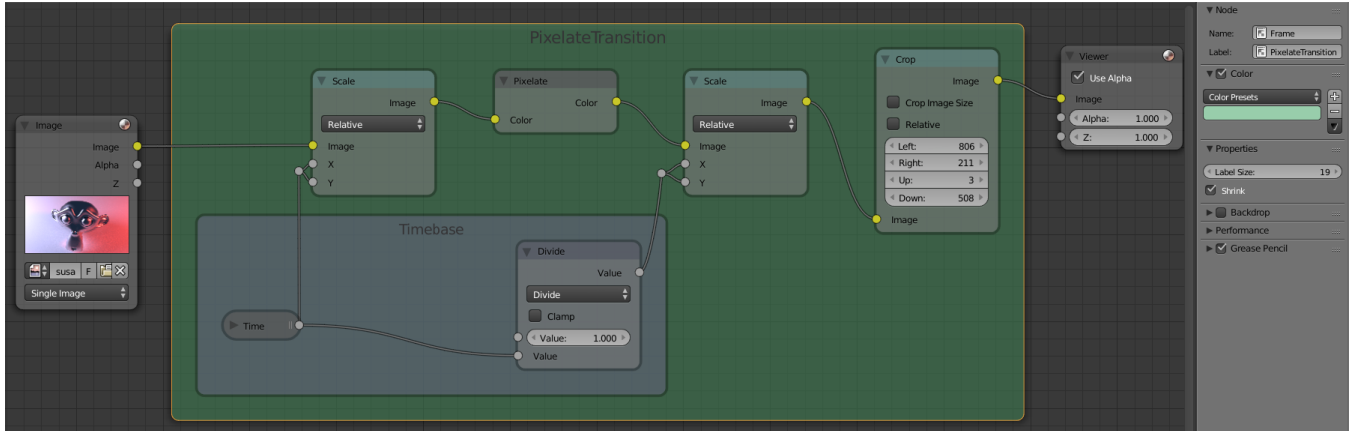 PixelateTransition
Image
Image
Alpha
Z
susa
F
Single Image
Scale
Image
Relative
Image
X
Y
Pixelate
Color
Color
Scale
Image
Relative
Image
X
Y
Crop
Image
Crop Image Size
Relative
Left: 806
Right: 211
Up: 3
Down: 508
Image
Timebase
Time
Divide
Value
Divide
Clamp
Value: 1.000
Value
Viewer
Use Alpha
Image
Alpha: 1.000
Z: 1.000
Node
Name: Frame
Label: PixelateTransition
Color
Color Presets
Properties
Label Size: 19
Shrink
Backdrop
Performance
Grease Pencil